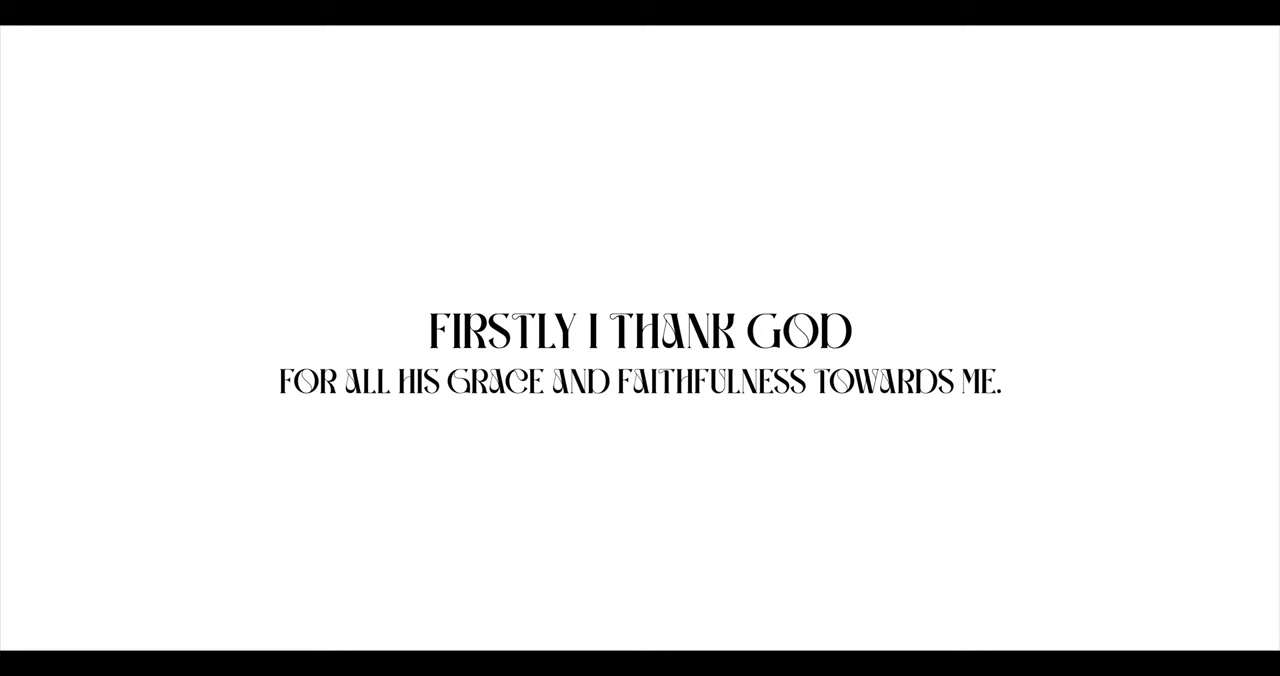 FIRSTLY I THANK GOD
FOR ALL HIS GRACE AND FAITHFULNESS TOWARDS ME.